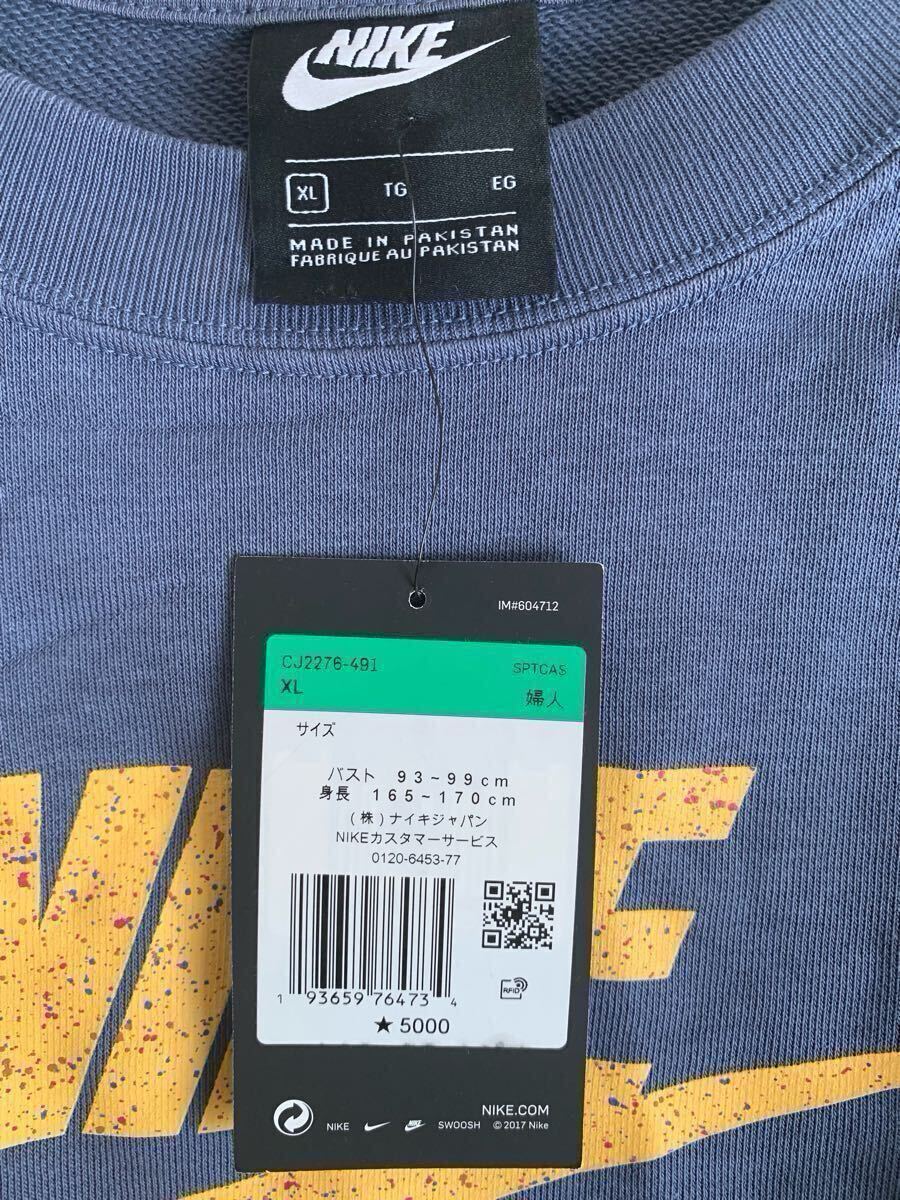 NIKE
XL TG EG
MADE IN PAKISTAN
FABRIQUE AU PAKISTAN
IM#604712
CJ2276-491 SPTCAS
XL 婦人
サイズ
バスト 93~99cm
身長 165~170cm
(株)ナイキジャパン
NIKEカスタマーサービス
0120-6453-77
RFID
1 93659 76473 4
★ 5000
NIKE.COM
NIKE NIKE SWOOSH © 2017 Nike